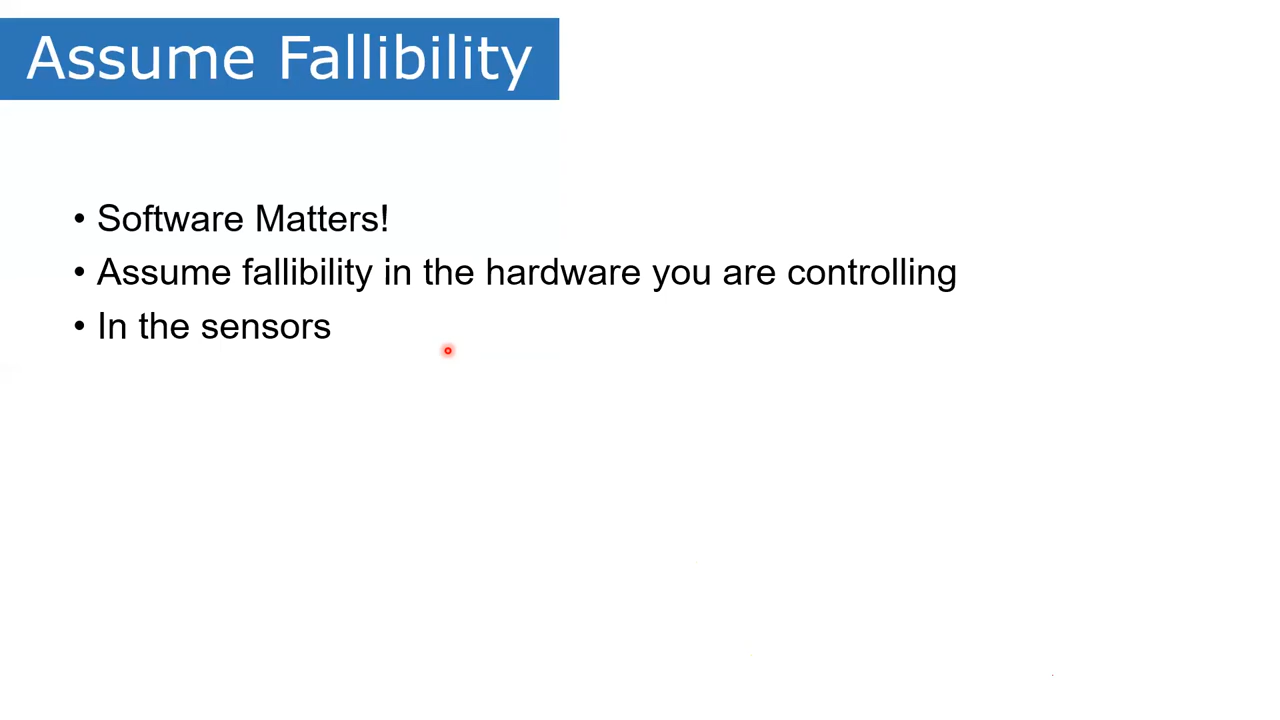 Assume Fallibility
• Software Matters!
• Assume fallibility in the hardware you are controlling
• In the sensors